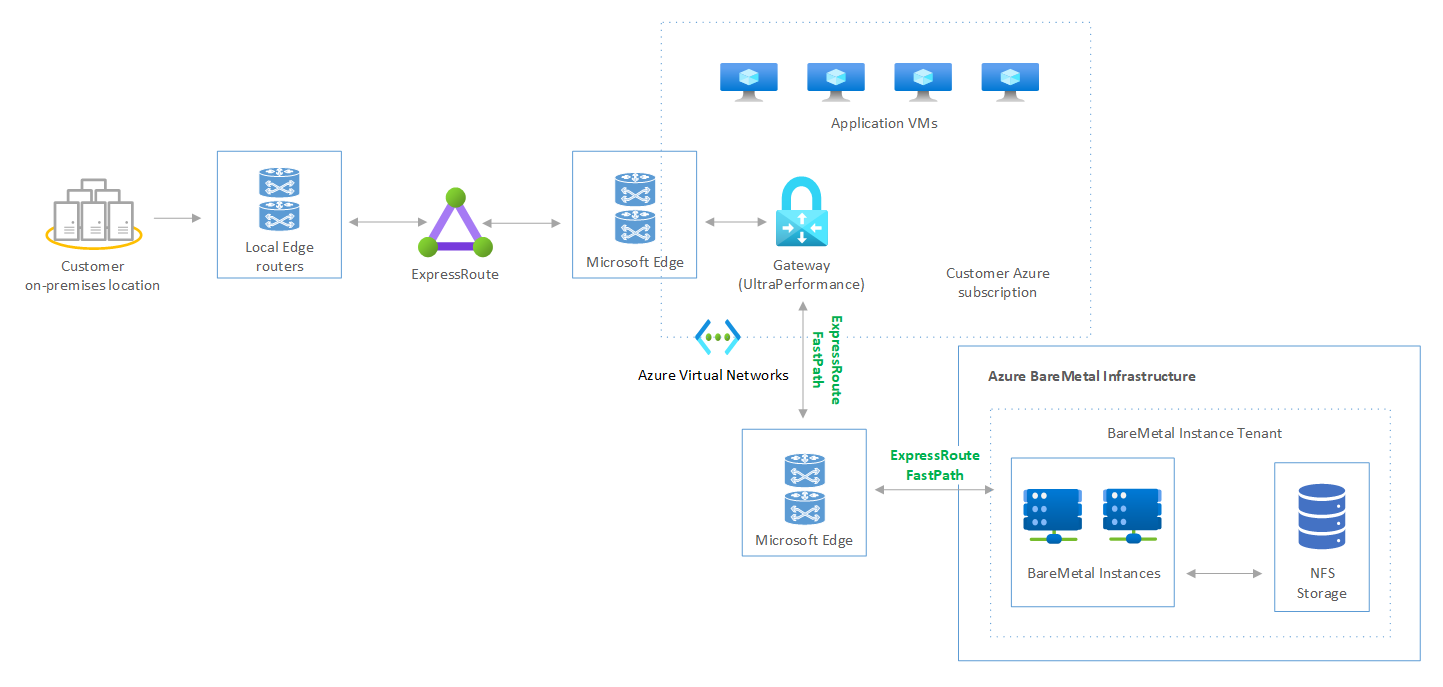 Application VMs
Local Edge
routers
Customer
on-premises location
ExpressRoute
Microsoft Edge
Gateway
(UltraPerformance)
Customer Azure
subscription
ExpressRoute
FastPath
Azure Virtual Networks
Azure BareMetal Infrastructure
BareMetal Instance Tenant
ExpressRoute
FastPath
Microsoft Edge
BareMetal Instances
NFS
Storage